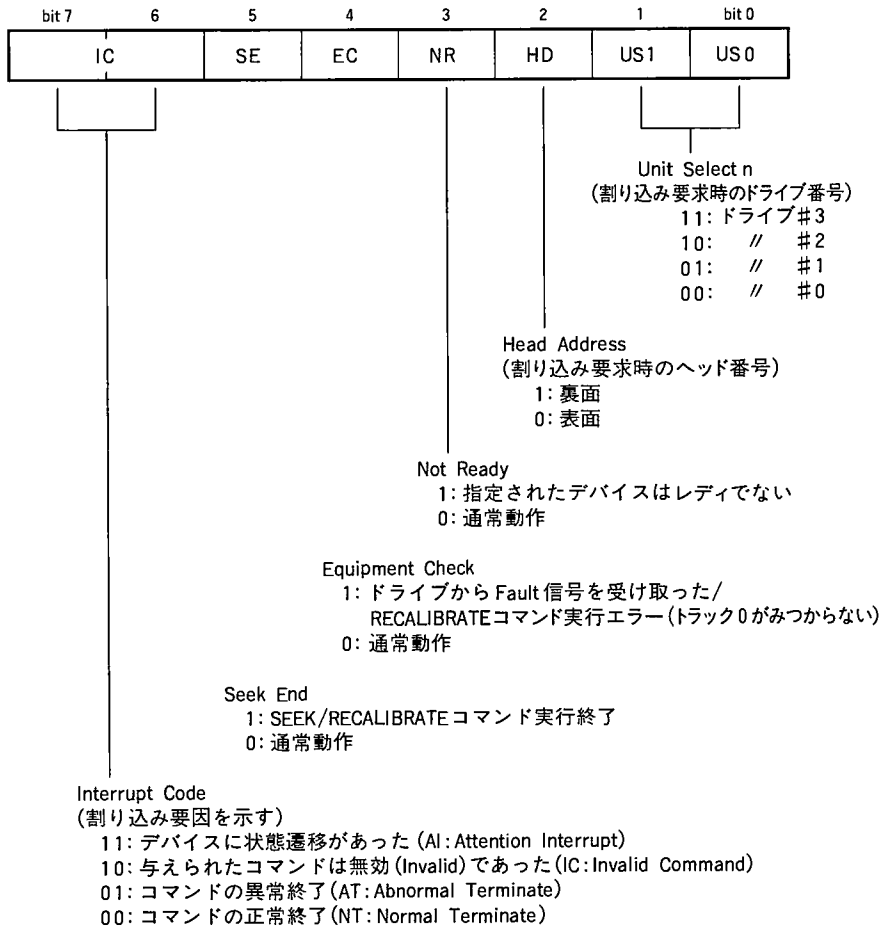 bit 7 6 5 4 3 2 1 bit 0
IC SE EC NR HD US1 US0
Unit Select n
(割り込み要求時のドライブ番号)
11: ドライブ#3
10: 〃 #2
01: 〃 #1
00: 〃 #0
Head Address
(割り込み要求時のヘッド番号)
1: 裏面
0: 表面
Not Ready
1: 指定されたデバイスはレディでない
0: 通常動作
Equipment Check
1: ドライブから Fault 信号を受け取った/
RECALIBRATEコマンド実行エラー(トラック0がみつからない)
0: 通常動作
Seek End
1: SEEK/RECALIBRATEコマンド実行終了
0: 通常動作
Interrupt Code
(割り込み要因を示す)
11: デバイスに状態遷移があった (AI: Attention Interrupt)
10: 与えられたコマンドは無効 (Invalid) であった (IC: Invalid Command)
01: コマンドの異常終了 (AT: Abnormal Terminate)
00: コマンドの正常終了 (NT: Normal Terminate)